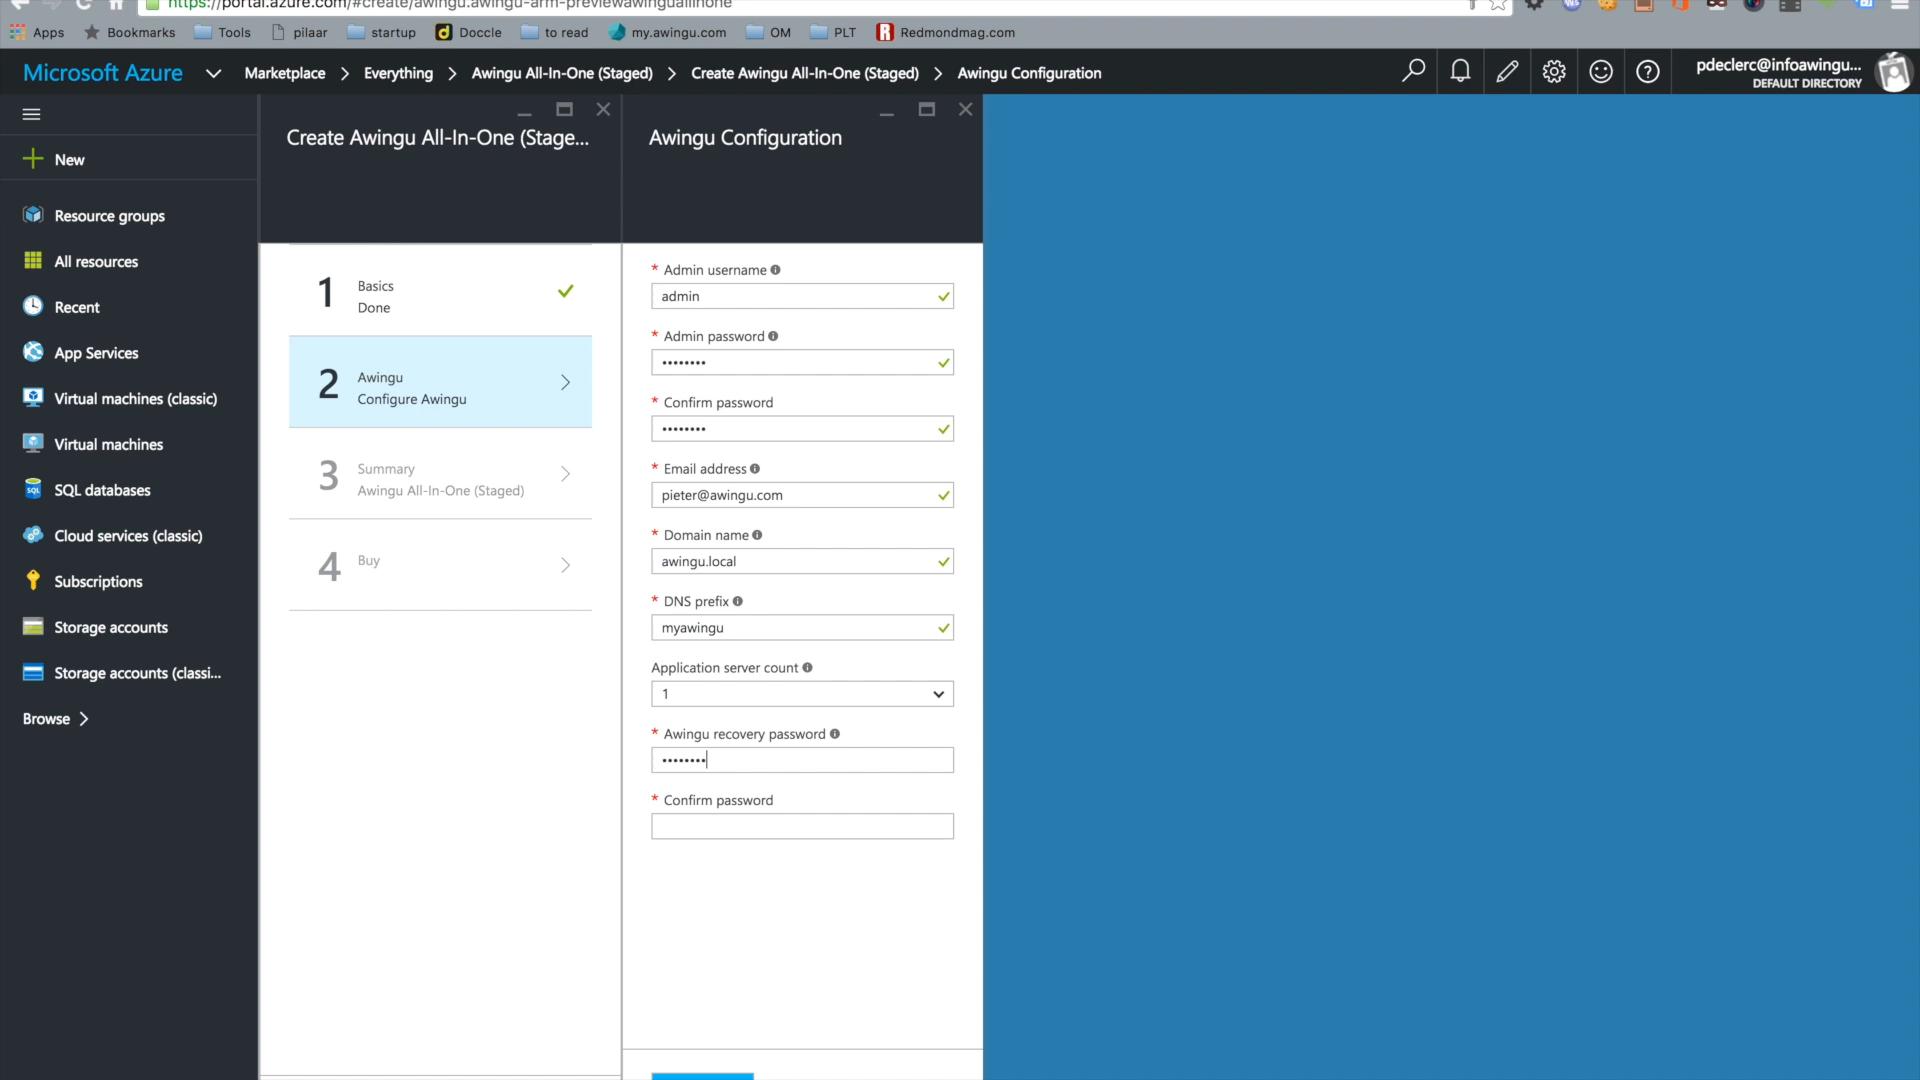 https://portal.azure.com/#create/awingu.awingu-arm-previewawinguallinone
Apps Bookmarks Tools pilaar startup Doccle to read my.awingu.com OM PLT Redmondmag.com
Microsoft Azure Marketplace Everything Awingu All-In-One (Staged) Create Awingu All-In-One (Staged) Awingu Configuration
pdeclerc@infoawingu...
DEFAULT DIRECTORY
New
Resource groups
All resources
Recent
App Services
Virtual machines (classic)
Virtual machines
SQL databases
Cloud services (classic)
Subscriptions
Storage accounts
Storage accounts (classi...
Browse
Create Awingu All-In-One (Stage...
1
Basics
Done
2
Awingu
Configure Awingu
3
Summary
Awingu All-In-One (Staged)
4
Buy
Awingu Configuration
* Admin username
admin
* Admin password
••••••••
* Confirm password
••••••••
* Email address
pieter@awingu.com
* Domain name
awingu.local
* DNS prefix
myawingu
Application server count
1
* Awingu recovery password
••••••••
* Confirm password